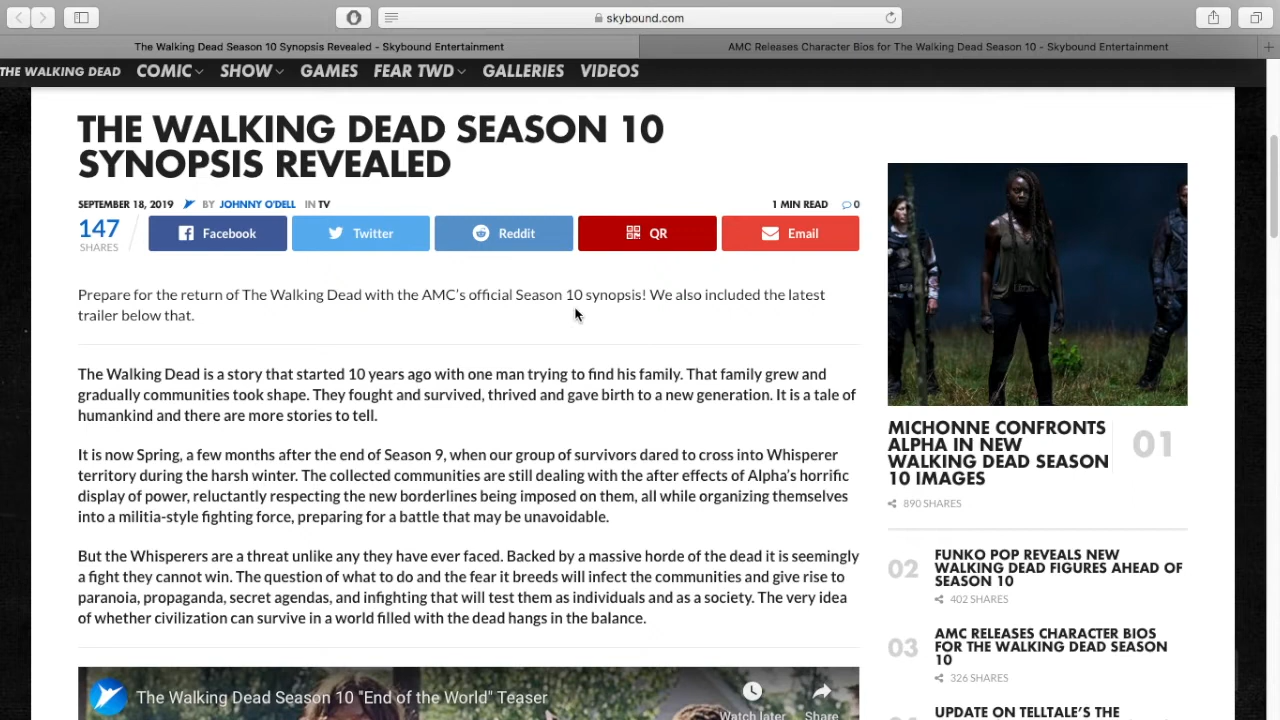 skybound.com
The Walking Dead Season 10 Synopsis Revealed - Skybound Entertainment
AMC Releases Character Bios for The Walking Dead Season 10 - Skybound Entertainment
THE WALKING DEAD COMIC SHOW GAMES FEAR TWD GALLERIES VIDEOS
THE WALKING DEAD SEASON 10
SYNOPSIS REVEALED
SEPTEMBER 18, 2019 BY JOHNNY O'DELL IN TV
1 MIN READ 0
147
SHARES
Facebook
Twitter
Reddit
QR
Email
Prepare for the return of The Walking Dead with the AMC's official Season 10 synopsis! We also included the latest
trailer below that.
The Walking Dead is a story that started 10 years ago with one man trying to find his family. That family grew and
gradually communities took shape. They fought and survived, thrived and gave birth to a new generation. It is a tale of
humankind and there are more stories to tell.
It is now Spring, a few months after the end of Season 9, when our group of survivors dared to cross into Whisperer
territory during the harsh winter. The collected communities are still dealing with the after effects of Alpha's horrific
display of power, reluctantly respecting the new borderlines being imposed on them, all while organizing themselves
into a militia-style fighting force, preparing for a battle that may be unavoidable.
But the Whisperers are a threat unlike any they have ever faced. Backed by a massive horde of the dead it is seemingly
a fight they cannot win. The question of what to do and the fear it breeds will infect the communities and give rise to
paranoia, propaganda, secret agendas, and infighting that will test them as individuals and as a society. The very idea
of whether civilization can survive in a world filled with the dead hangs in the balance.
The Walking Dead Season 10 "End of the World" Teaser
Watch later
Share
MICHONNE CONFRONTS
ALPHA IN NEW
WALKING DEAD SEASON
10 IMAGES
01
890 SHARES
02
FUNKO POP REVEALS NEW
WALKING DEAD FIGURES AHEAD OF
SEASON 10
402 SHARES
03
AMC RELEASES CHARACTER BIOS
FOR THE WALKING DEAD SEASON
10
326 SHARES
UPDATE ON TELLTALE'S THE